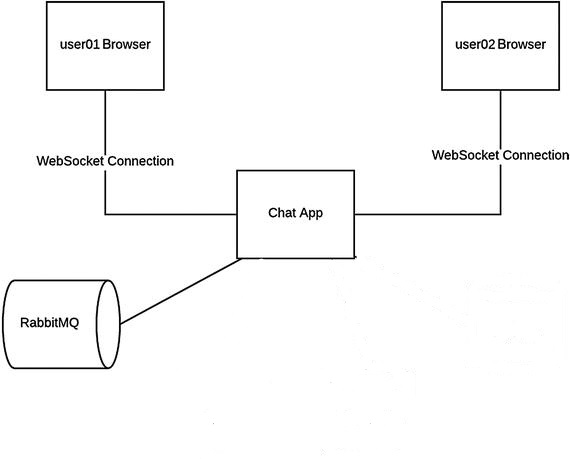 user01 Browser
user02 Browser
WebSocket Connection
WebSocket Connection
Chat App
RabbitMQ